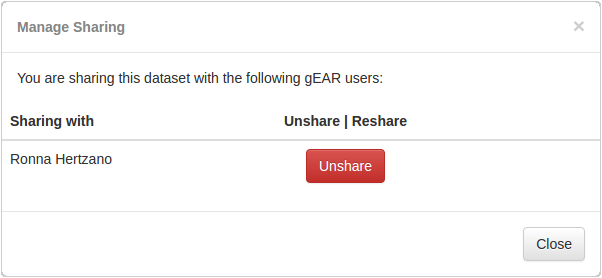 Manage Sharing ×
You are sharing this dataset with the following gEAR users:
Sharing with Unshare | Reshare
Ronna Hertzano Unshare
Close